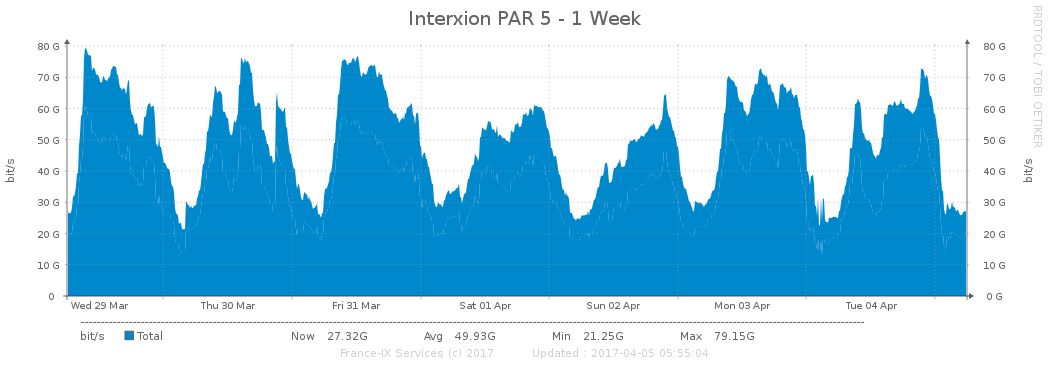 Interxion PAR 5 - 1 Week
RRDTOOL / TOBI OETIKER
bit/s
80 G
70 G
60 G
50 G
40 G
30 G
20 G
10 G
0
80 G
70 G
60 G
50 G
40 G
30 G
20 G
10 G
0 G
bit/s
Wed 29 Mar Thu 30 Mar Fri 31 Mar Sat 01 Apr Sun 02 Apr Mon 03 Apr Tue 04 Apr
bit/s Total Now 27.32G Avg 49.93G Min 21.25G Max 79.15G
France-IX Services (c) 2017 Updated : 2017-04-05 05:55:04